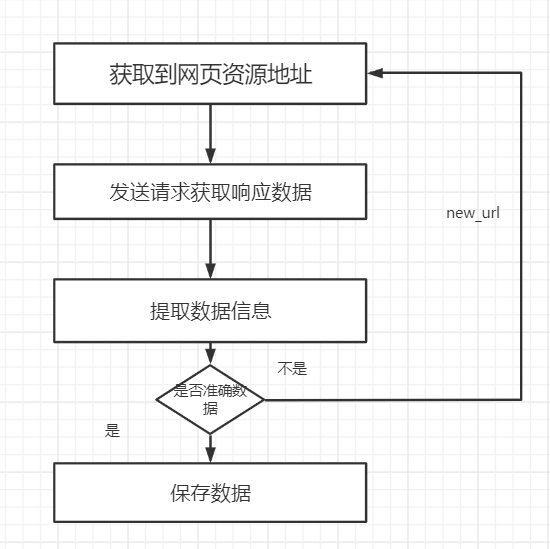 获取到网页资源地址
发送请求获取响应数据
new_url
提取数据信息
不是
是否准确数
据
是
保存数据